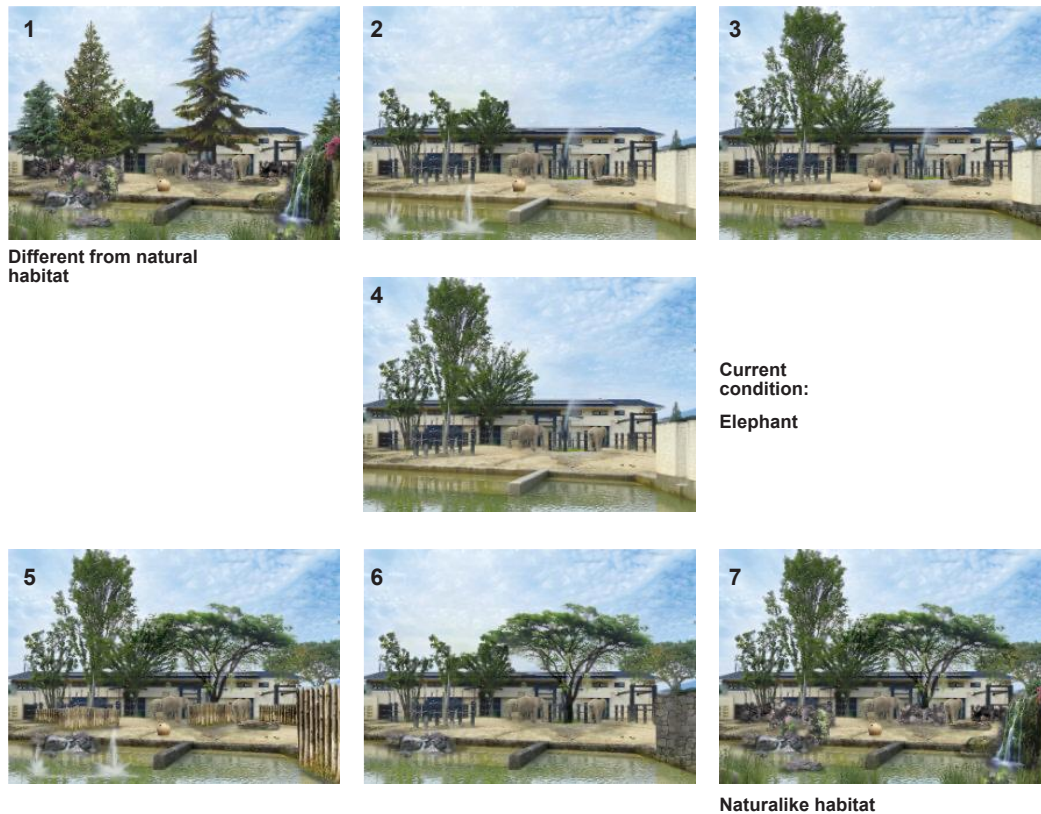 1
2
3
Different from natural
habitat
4
Current
condition:
Elephant
5
6
7
Naturalike habitat